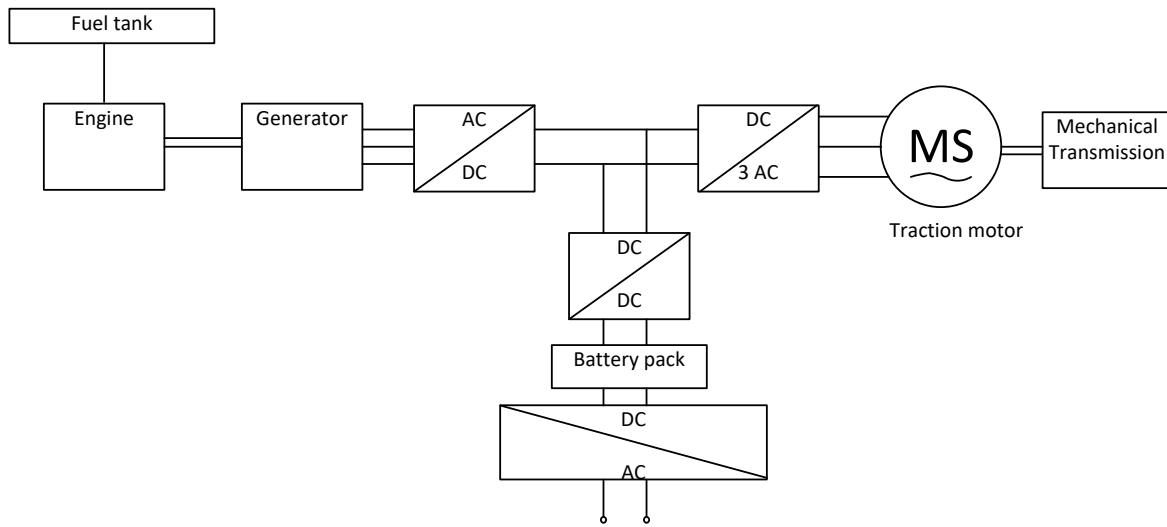 Fuel tank
Engine
Generator
AC
DC
DC
3 AC
MS
Mechanical
Transmission
Traction motor
DC
DC
Battery pack
DC
AC